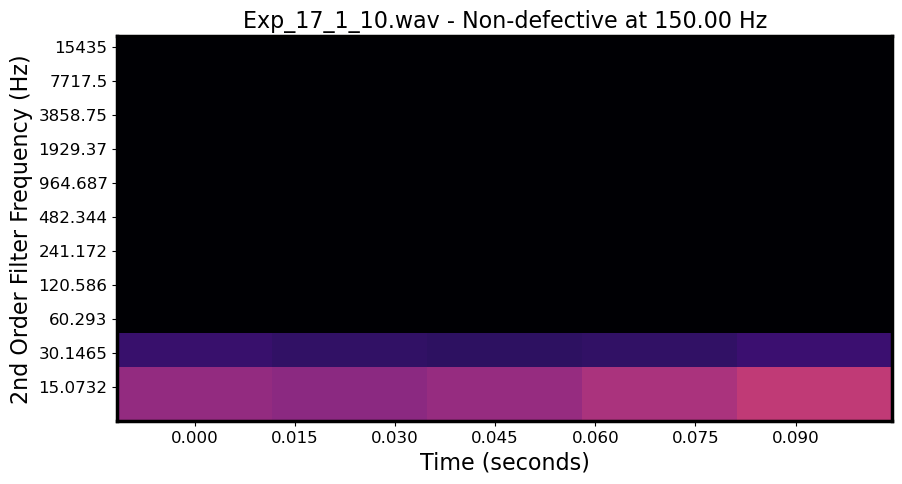 Exp_17_1_10.wav - Non-defective at 150.00 Hz
2nd Order Filter Frequency (Hz)
15435
7717.5
3858.75
1929.37
964.687
482.344
241.172
120.586
60.293
30.1465
15.0732
0.000 0.015 0.030 0.045 0.060 0.075 0.090
Time (seconds)